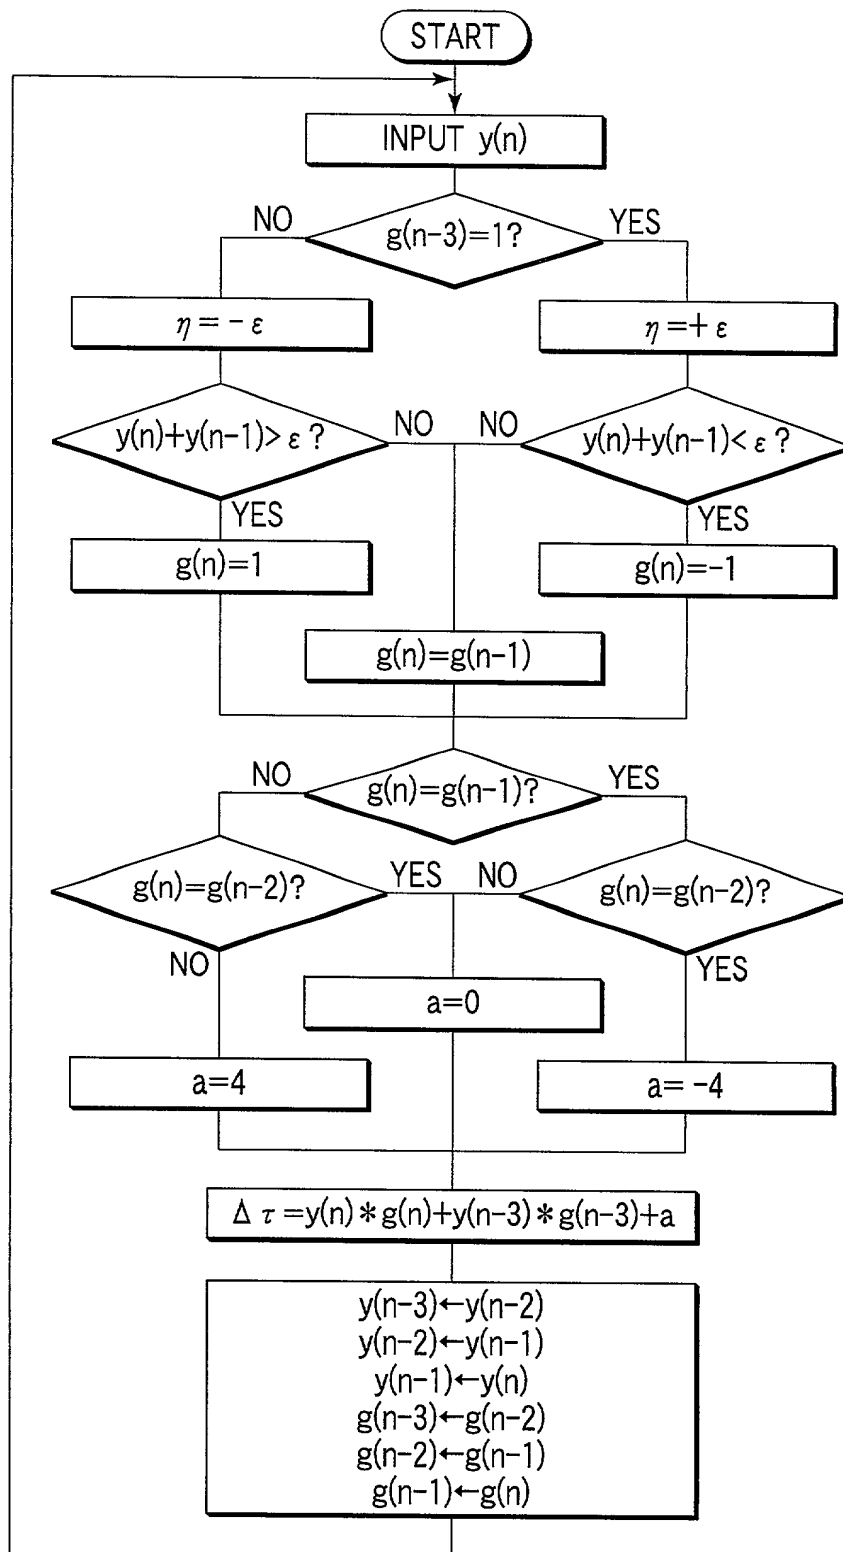 START
INPUT y(n)
NO
YES
g(n-3)=1?
η = - ε
η =+ ε
y(n)+y(n-1)> ε ?
NO
NO
y(n)+y(n-1)< ε ?
YES
YES
g(n)=1
g(n)=-1
g(n)=g(n-1)
NO
YES
g(n)=g(n-1)?
g(n)=g(n-2)?
YES
NO
g(n)=g(n-2)?
NO
YES
a=0
a=4
a= -4
Δ τ =y(n)*g(n)+y(n-3)*g(n-3)+a
y(n-3)←y(n-2)
y(n-2)←y(n-1)
y(n-1)←y(n)
g(n-3)←g(n-2)
g(n-2)←g(n-1)
g(n-1)←g(n)